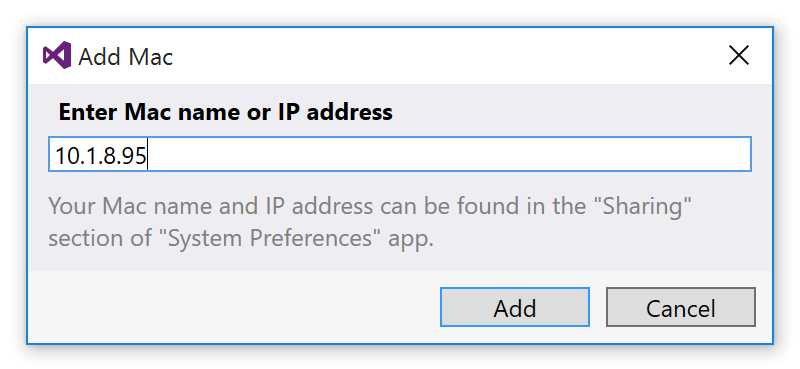 Add Mac
Enter Mac name or IP address
10.1.8.95
Your Mac name and IP address can be found in the "Sharing"
section of "System Preferences" app.
Add
Cancel